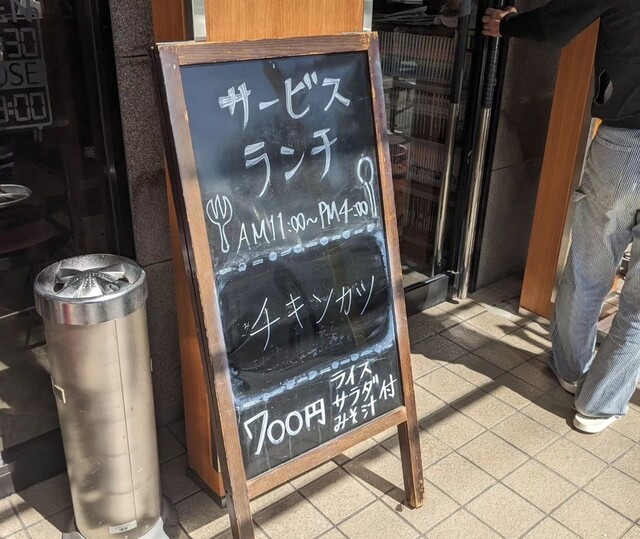 サービス
ランチ
AM11:00~PM4:00
チキンガツ
700円
ライス
サラダ付
みそ汁